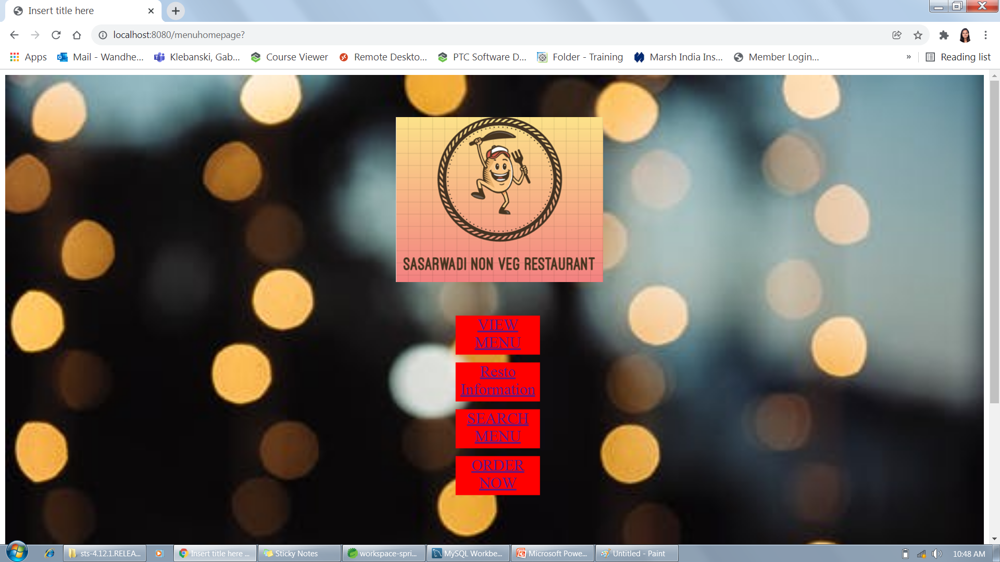 Insert title here
localhost:8080/menuhomepage?
Apps Mail - Wandhe... Klebanski, Gab... Course Viewer Remote Deskto... PTC Software D... Folder - Training Marsh India Ins... Member Login... » Reading list
SASARWADI NON VEG RESTAURANT
VIEW
MENU
Resto
Information
SEARCH
MENU
ORDER
NOW
sts-4.12.1.RELEA... Insert title here ... Sticky Notes workspace-spri... MySQL Workbe... Microsoft Powe... Untitled - Paint 10:48 AM